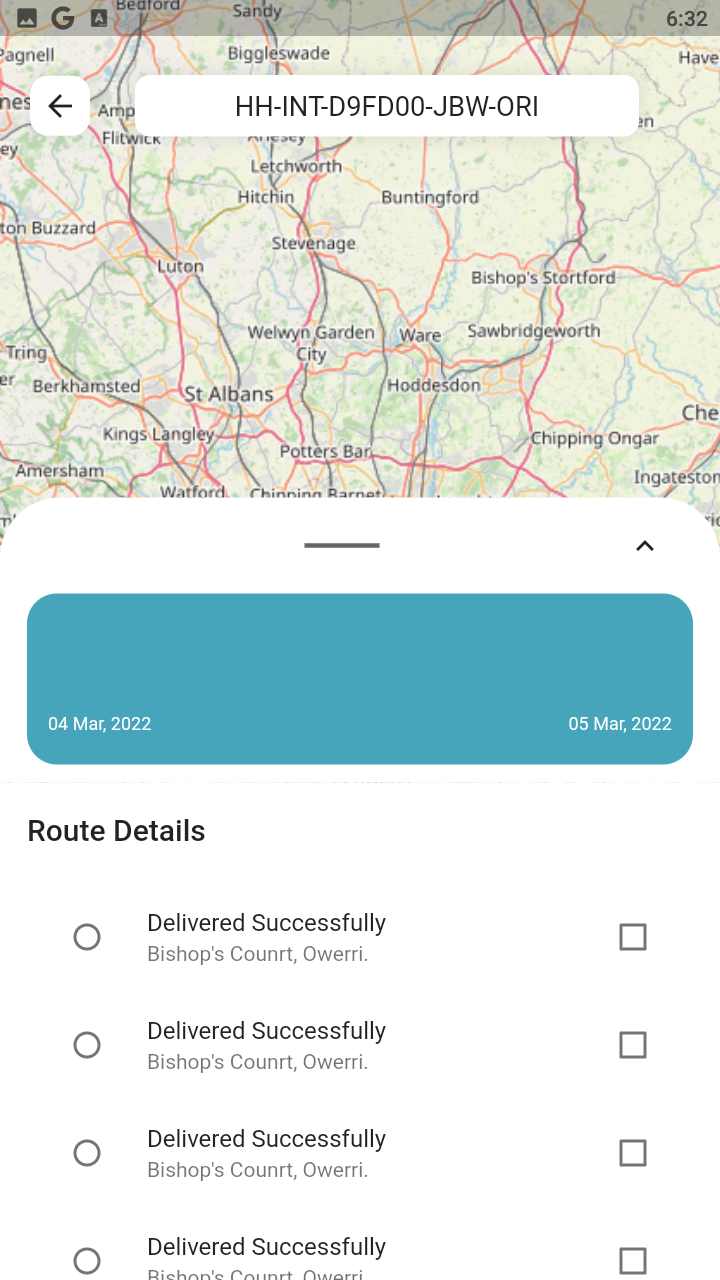 Bedford
Sandy
6:32
Pagnell
Biggleswade
Have
Amp
HH-INT-D9FD00-JBW-ORI
Flitwick
Arlesey
Letchworth
Hitchin
Buntingford
ton Buzzard
Stevenage
Luton
Bishop's Stortford
Welwyn Garden
City
Ware
Sawbridgeworth
Tring
Berkhamsted
St Albans
Hoddesdon
Che
Kings Langley
Potters Bar
Chipping Ongar
Amersham
Ingateston
Watford
Chipping Barnet
04 Mar, 2022
05 Mar, 2022
Route Details
Delivered Successfully
Bishop's Counrt, Owerri.
Delivered Successfully
Bishop's Counrt, Owerri.
Delivered Successfully
Bishop's Counrt, Owerri.
Delivered Successfully
Bishop's Counrt, Owerri.